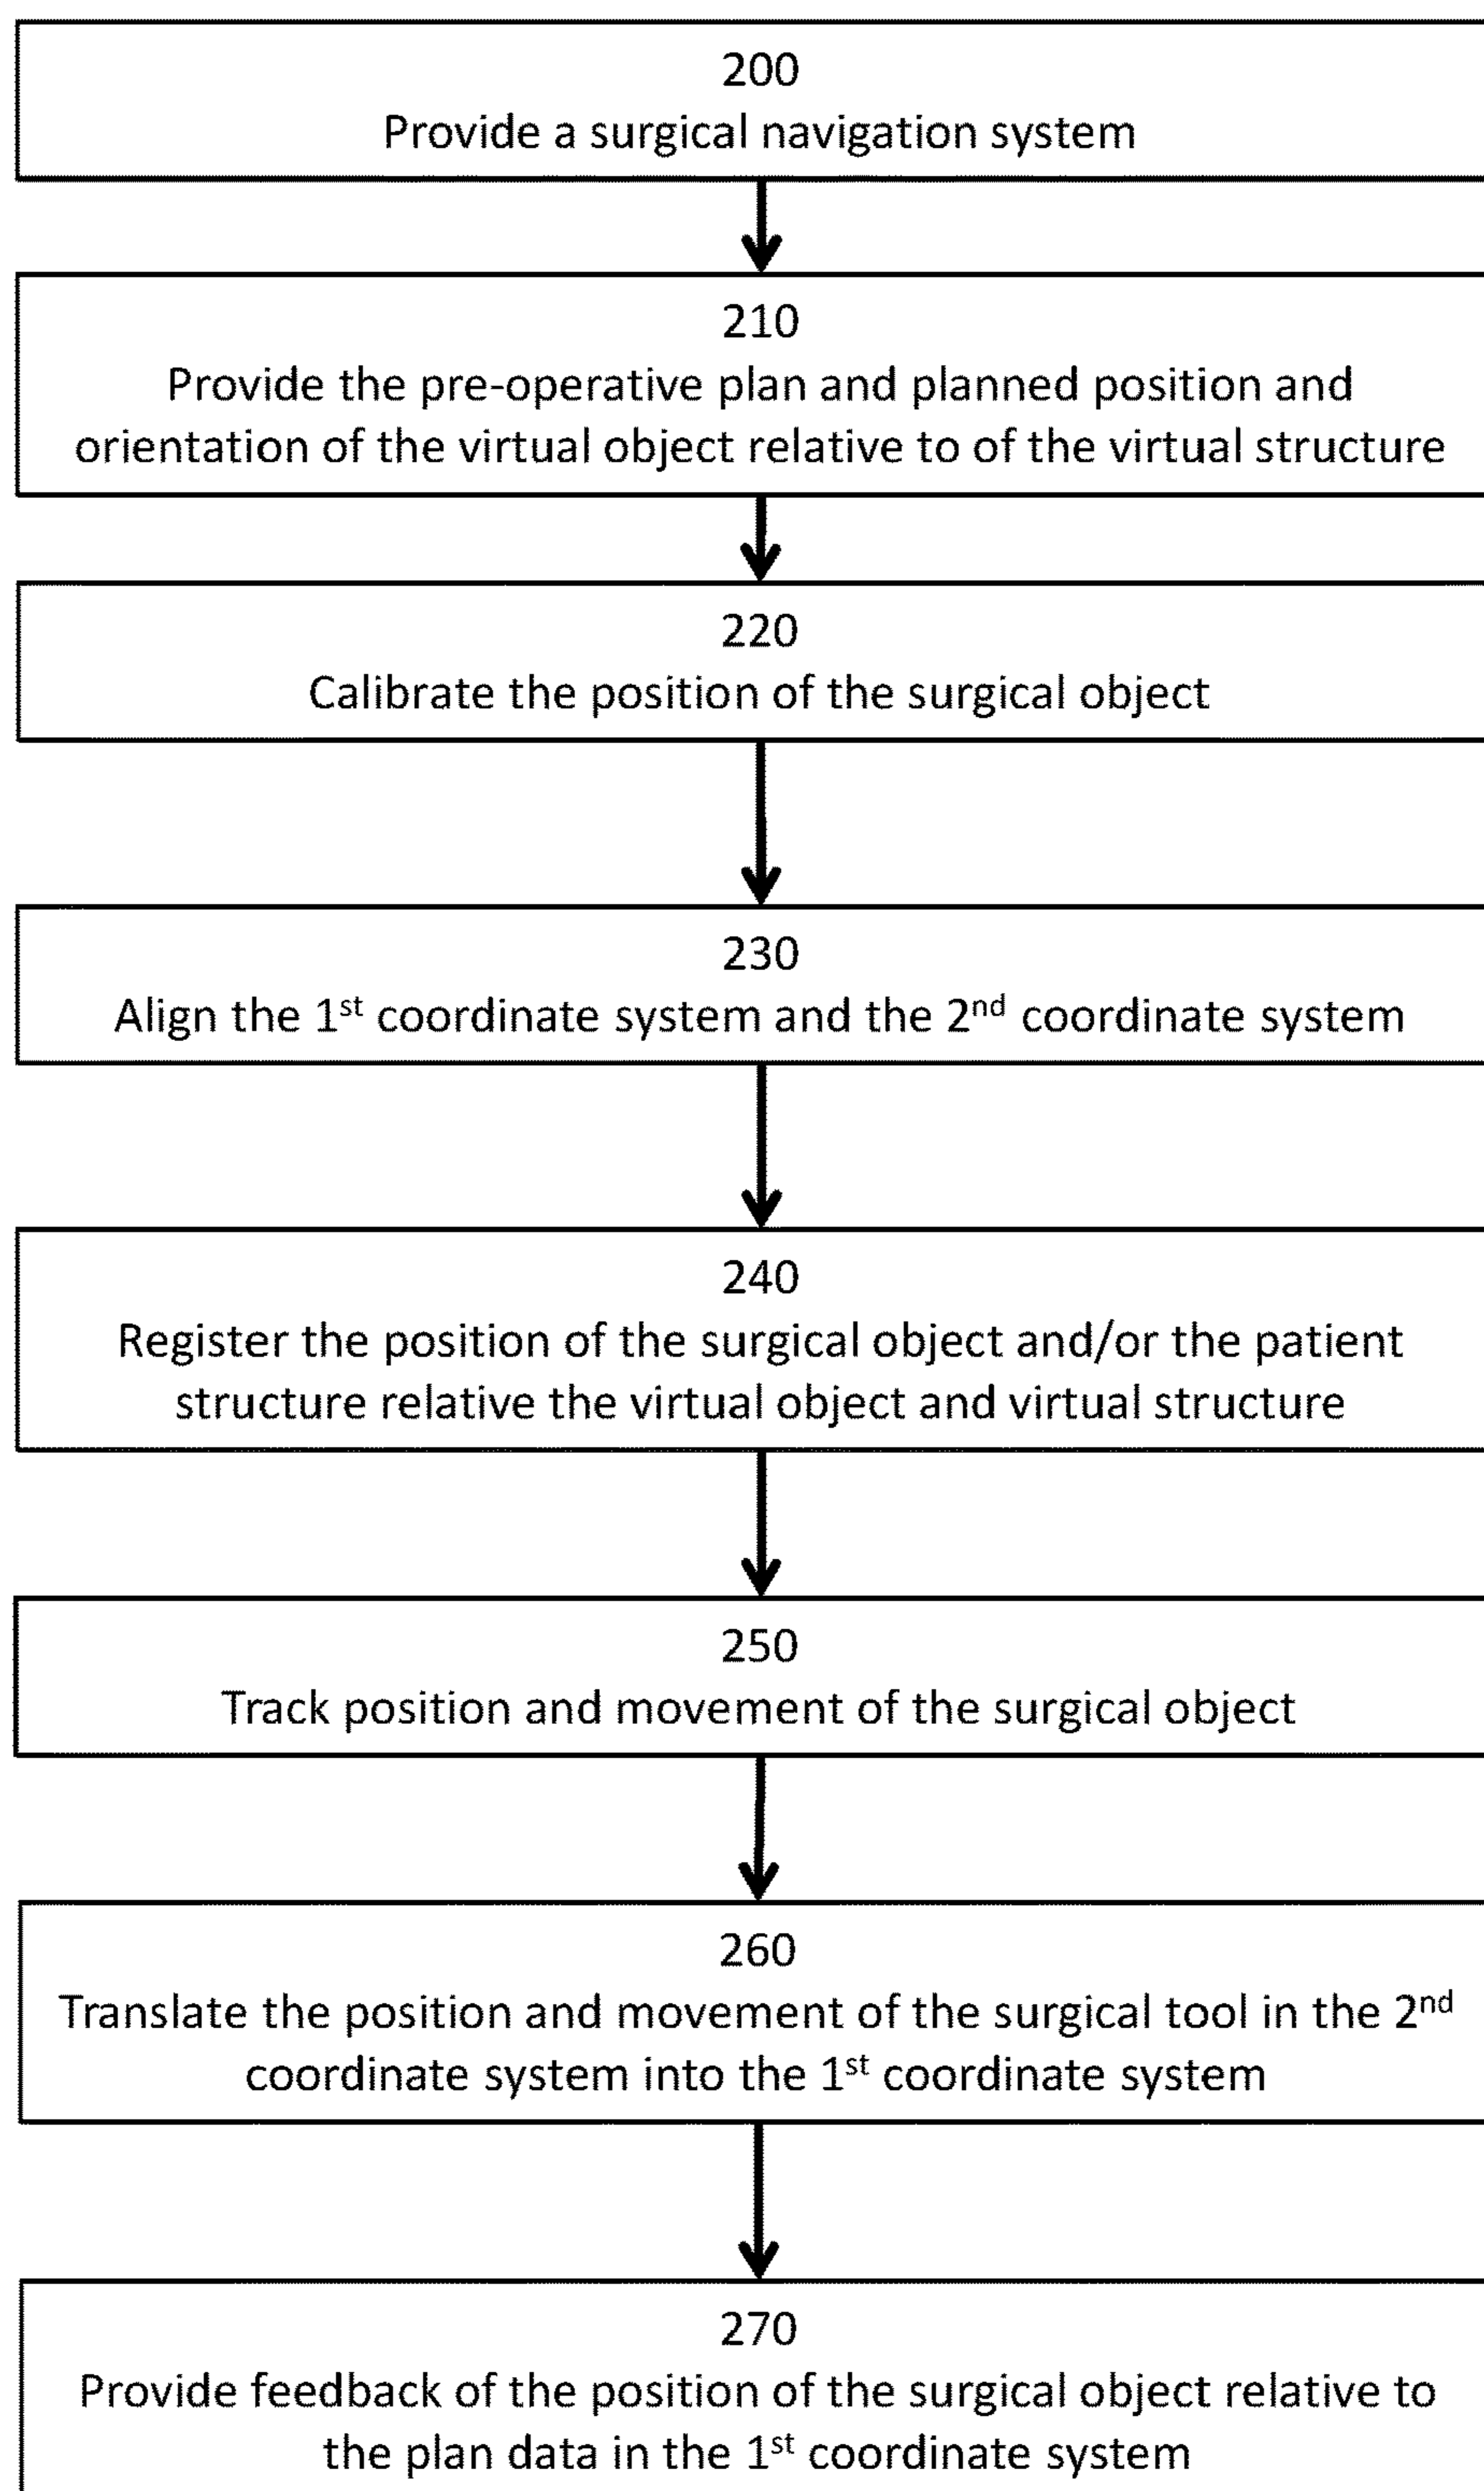 200
Provide a surgical navigation system
210
Provide the pre-operative plan and planned position and
orientation of the virtual object relative to of the virtual structure
220
Calibrate the position of the surgical object
230
Align the 1st coordinate system and the 2nd coordinate system
240
Register the position of the surgical object and/or the patient
structure relative the virtual object and virtual structure
250
Track position and movement of the surgical object
260
Translate the position and movement of the surgical tool in the 2nd
coordinate system into the 1st coordinate system
270
Provide feedback of the position of the surgical object relative to
the plan data in the 1st coordinate system